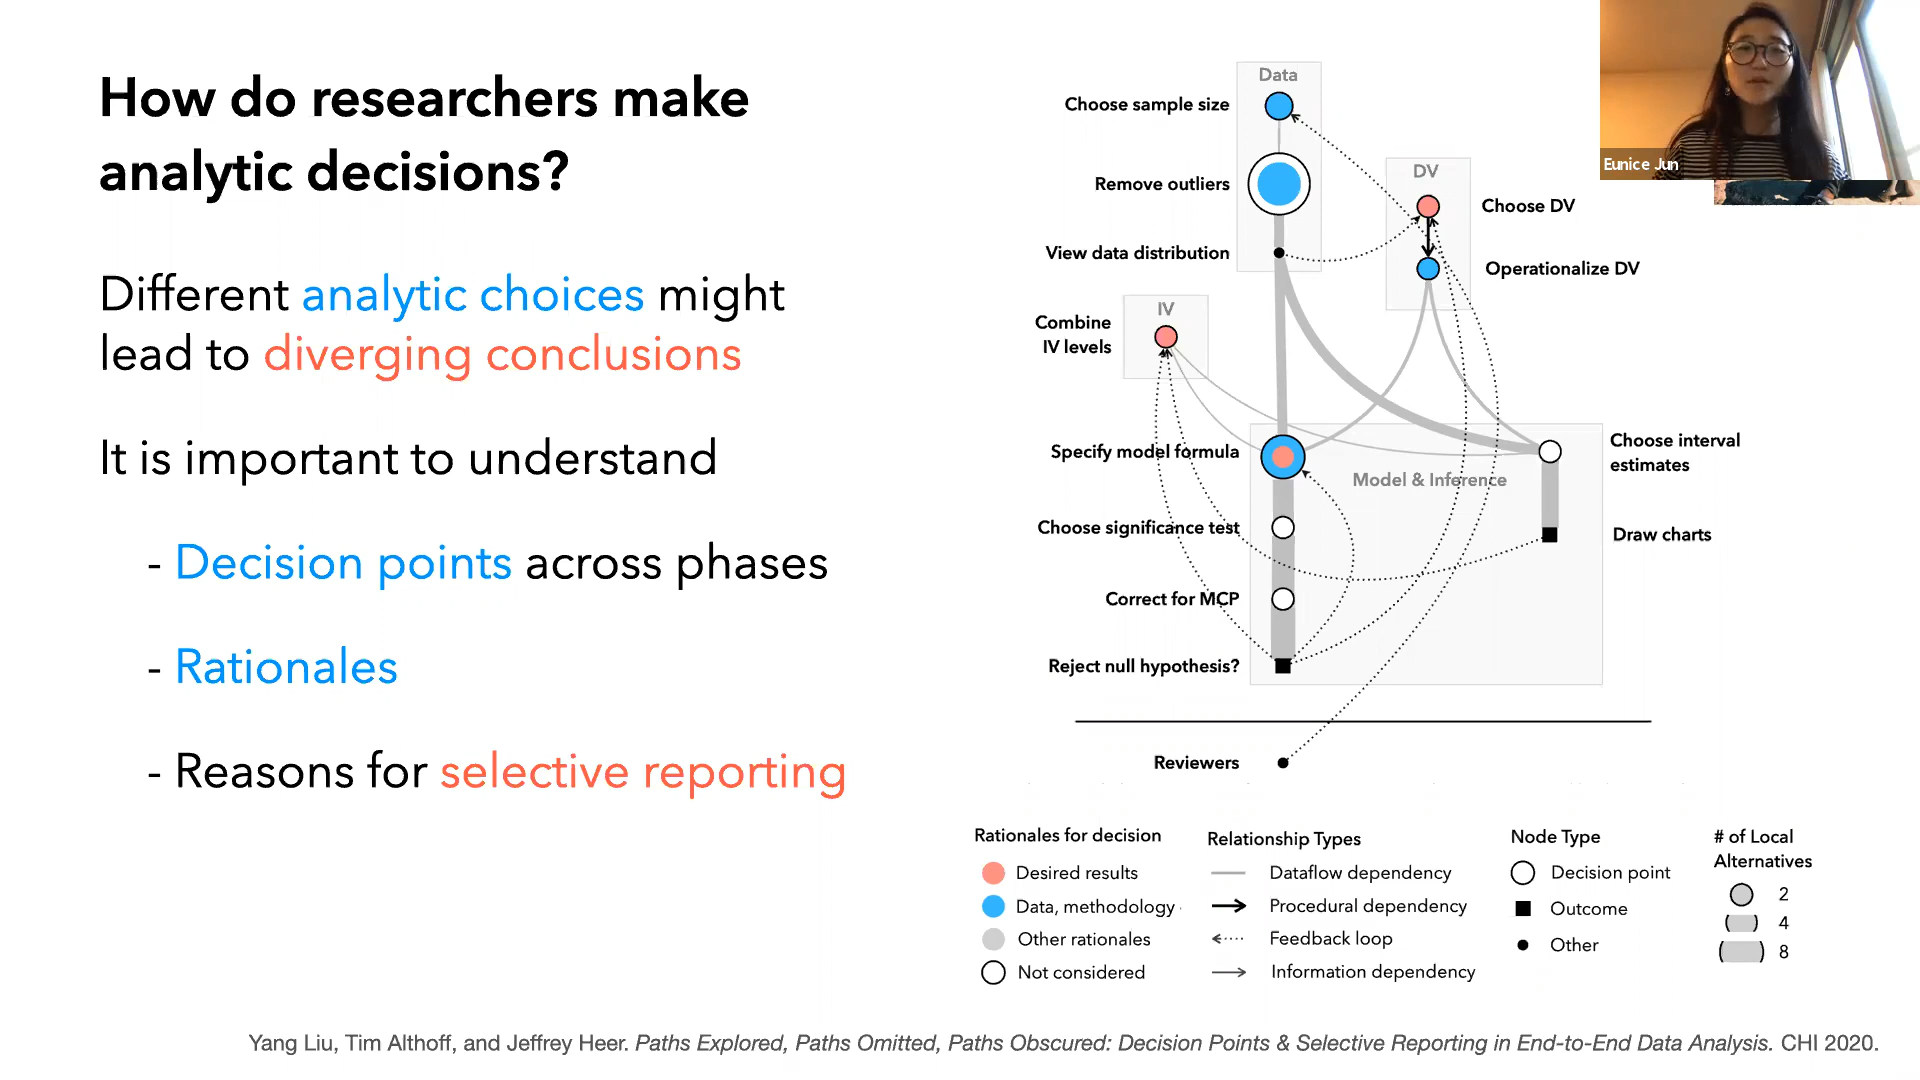 How do researchers make
analytic decisions?
Different analytic choices might
lead to diverging conclusions
It is important to understand
- Decision points across phases
- Rationales
- Reasons for selective reporting
Data
Choose sample size
Remove outliers
View data distribution
DV
Choose DV
Operationalize DV
IV
Combine
IV levels
Specify model formula
Model & Inference
Choose interval
estimates
Choose significance test
Draw charts
Correct for MCP
Reject null hypothesis?
Reviewers
Rationales for decision
Desired results
Data, methodology
Other rationales
Not considered
Relationship Types
Dataflow dependency
Procedural dependency
Feedback loop
Information dependency
Node Type
Decision point
Outcome
Other
# of Local
Alternatives
2
4
8
Eunice Jun
Yang Liu, Tim Althoff, and Jeffrey Heer. Paths Explored, Paths Omitted, Paths Obscured: Decision Points & Selective Reporting in End-to-End Data Analysis. CHI 2020.